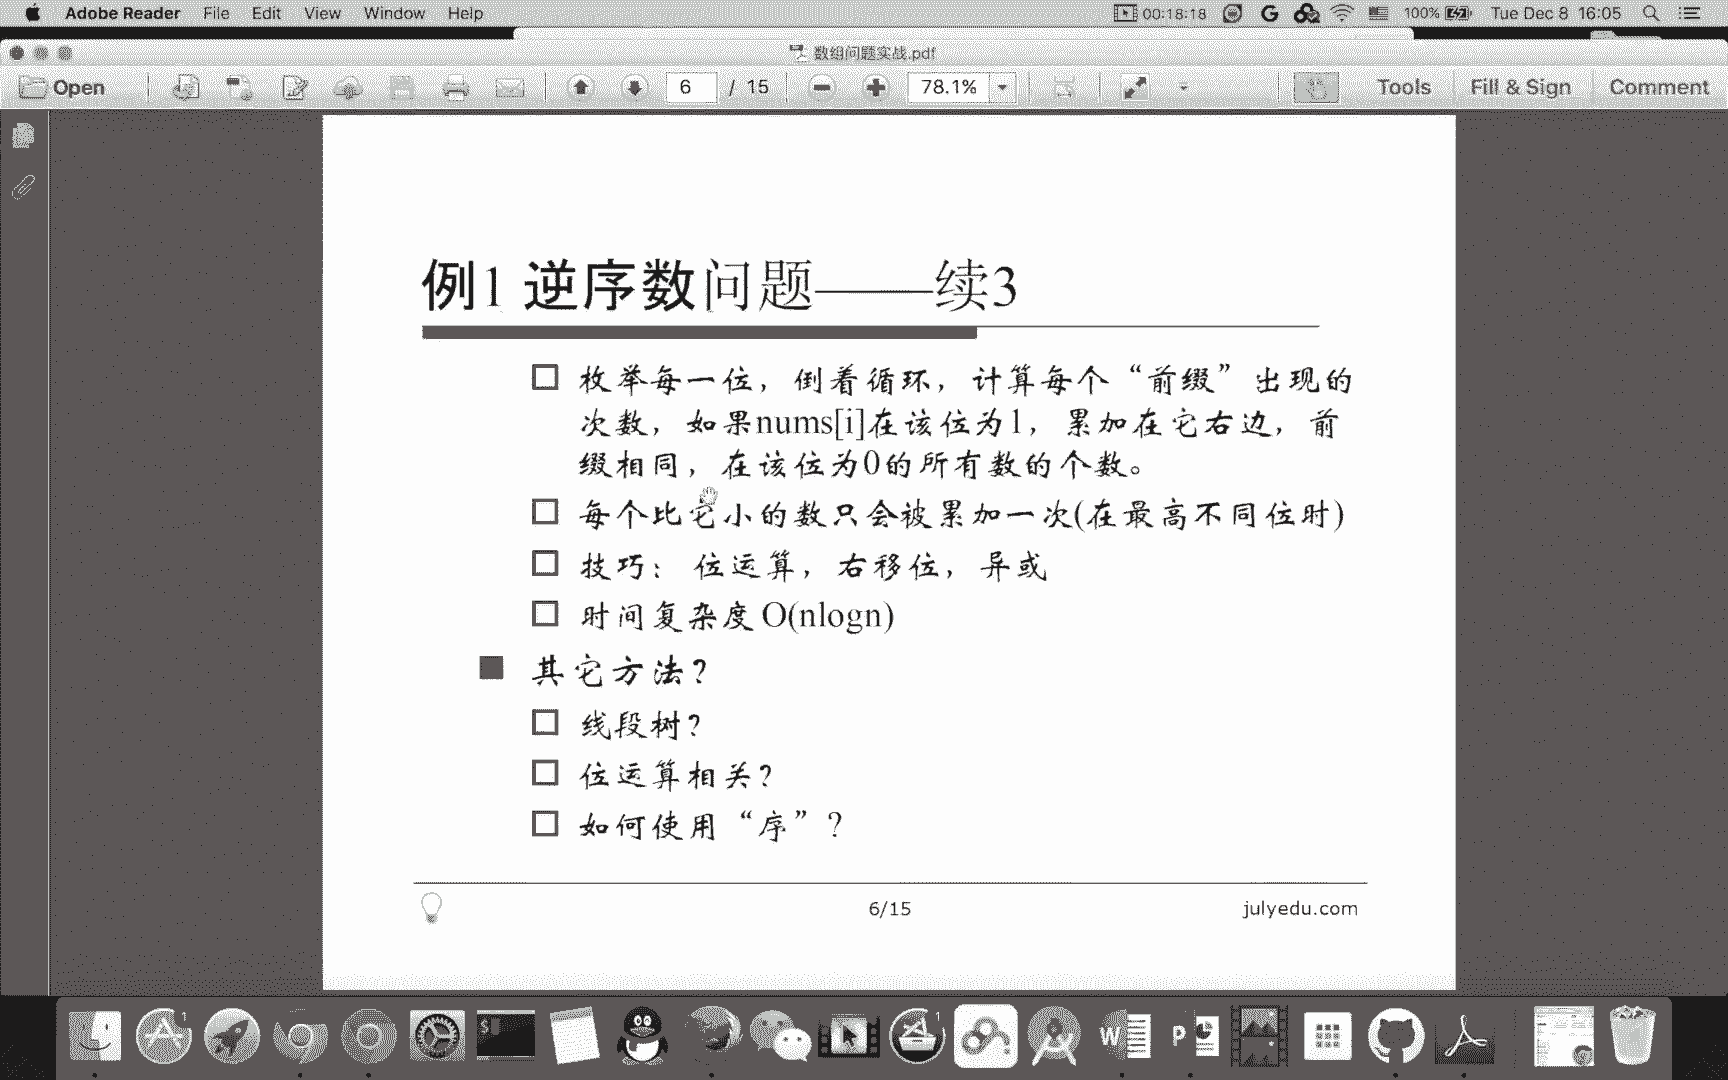 Adobe Reader File Edit View Window Help 00:18:18 100% Tue Dec 8 16:05
数组问题实战.pdf
Open 6 / 15 78.1% Tools Fill & Sign Comment
例1 逆序数问题——续3
枚举每一位，倒着循环，计算每个“前缀”出现的
次数，如果nums[i]在该位为1，累加在它右边，前
缀相同，在该位为0的所有数的个数。
每个比它小的数只会被累加一次(在最高不同位时)
技巧： 位运算，右移位，异或
时间复杂度O(nlogn)
其它方法？
线段树？
位运算相关？
如何使用“序”？
6/15 julyedu.com